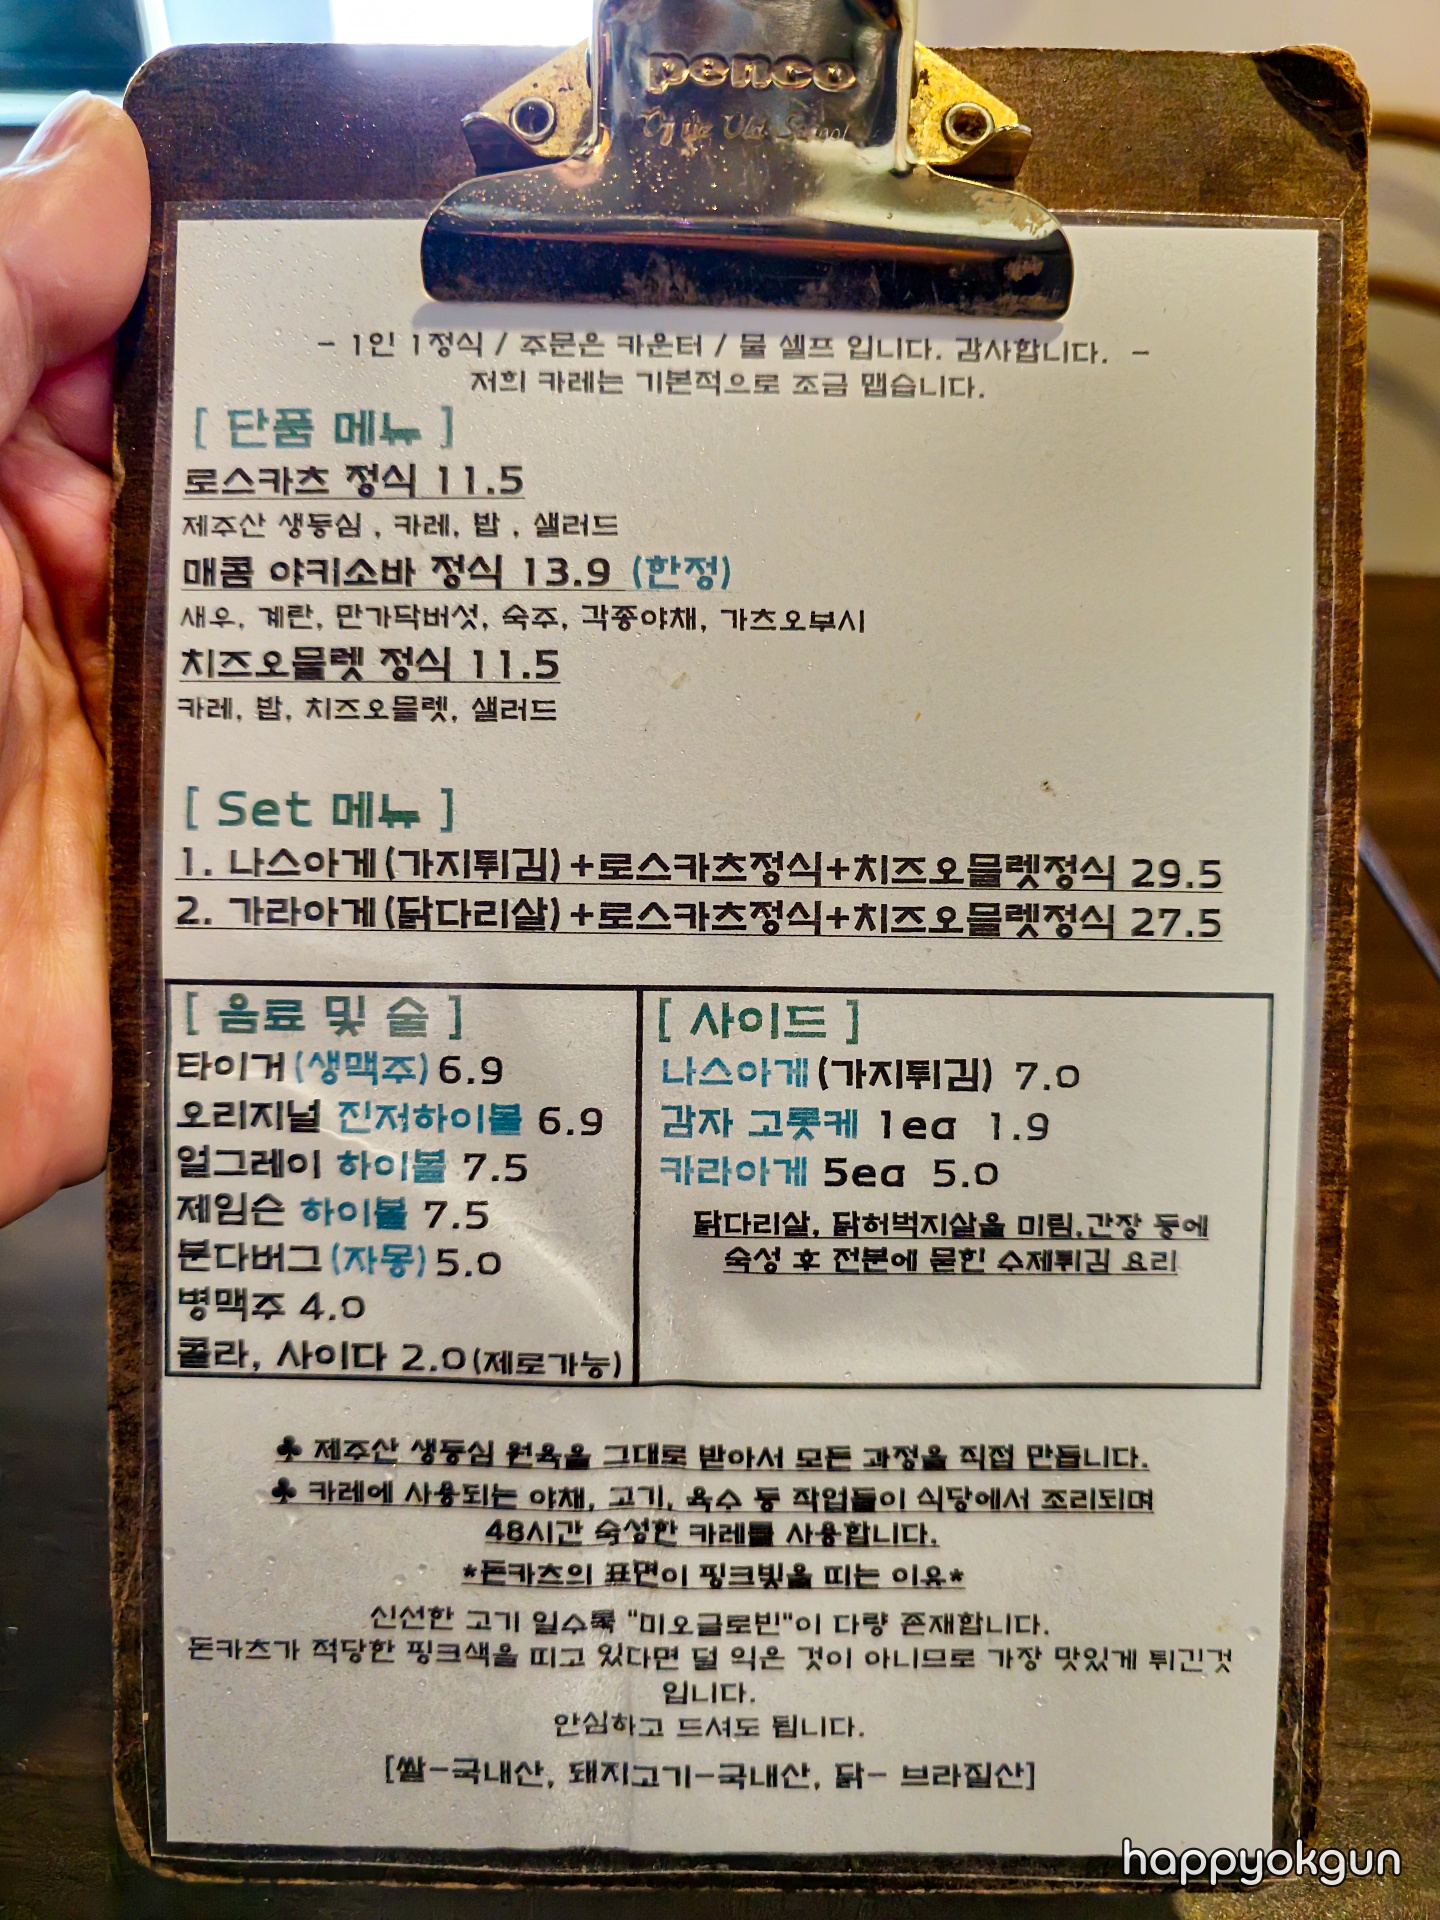 penco
- 1인 1정식 / 주문은 카운터 / 물 셀프 입니다. 감사합니다. -
저희 카레는 기본적으로 조금 맵습니다.
[ 단품 메뉴 ]
로스카츠 정식 11.5
제주산 생등심 , 카레, 밥 , 샐러드
매콤 야키소바 정식 13.9 (한정)
새우, 계란, 만가닥버섯, 숙주, 각종야채, 가츠오부시
치즈오믈렛 정식 11.5
카레, 밥, 치즈오믈렛, 샐러드
[ Set 메뉴 ]
1. 나스아게(가지튀김)+로스카츠정식+치즈오믈렛정식 29.5
2. 가라아게(닭다리살)+로스카츠정식+치즈오믈렛정식 27.5
[ 음료 및 술 ]
타이거(생맥주) 6.9
오리지널 진저하이볼 6.9
얼그레이 하이볼 7.5
제임슨 하이볼 7.5
분다버그(자몽) 5.0
병맥주 4.0
콜라, 사이다 2.0(제로가능)
[ 사이드 ]
나스아게(가지튀김) 7.0
감자 고롯케 1ea 1.9
카라아게 5ea 5.0
닭다리살, 닭허벅지살을 미림,간장 등에
숙성 후 전분에 묻힌 수제튀김 요리
♣ 제주산 생등심 원육을 그대로 받아서 모든 과정을 직접 만듭니다.
♣ 카레에 사용되는 야채, 고기, 육수 등 작업들이 식당에서 조리되며
48시간 숙성한 카레를 사용합니다.
*돈카츠의 표면이 핑크빛을 띠는 이유*
신선한 고기 일수록 "미오글로빈"이 다량 존재합니다.
돈카츠가 적당한 핑크색을 띠고 있다면 덜 익은 것이 아니므로 가장 맛있게 튀긴것
입니다.
안심하고 드셔도 됩니다.
[쌀-국내산, 돼지고기-국내산, 닭- 브라질산]
happyokgun